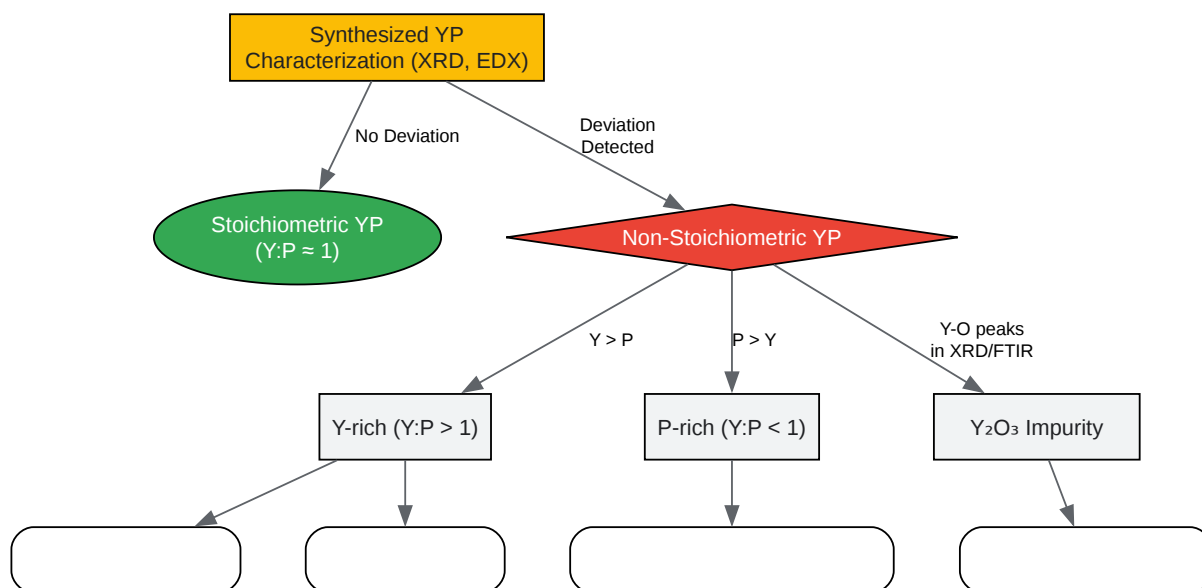 Synthesized YP
Characterization (XRD, EDX)
No Deviation
Deviation
Detected
Stoichiometric YP
(Y:P ≈ 1)
Non-Stoichiometric YP
Y > P
P > Y
Y-O peaks
in XRD/FTIR
Y-rich (Y:P > 1)
P-rich (Y:P < 1)
Y₂O₃ Impurity